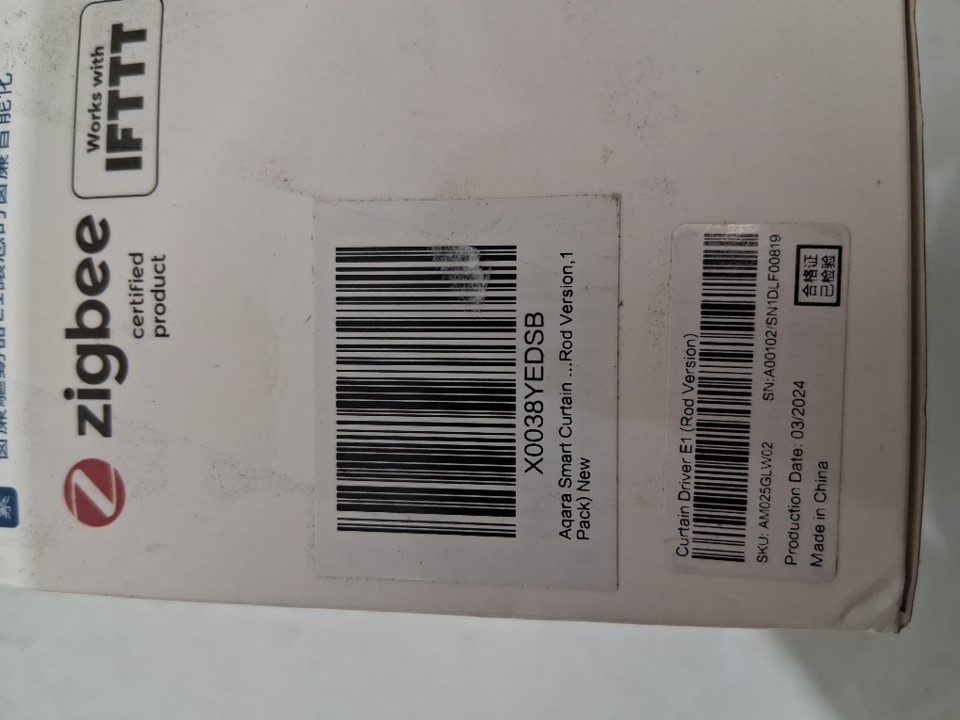 Works with
IFTTT
zigbee
certified
product
X0038YEDSB
Aqara Smart Curtain ...Rod Version,1
Pack) New
Curtain Driver E1 (Rod Version)
SKU: AM025GLW02
SN:A00102/SN1DLF00819
Production Date: 03/2024
Made in China
合格证
已检验